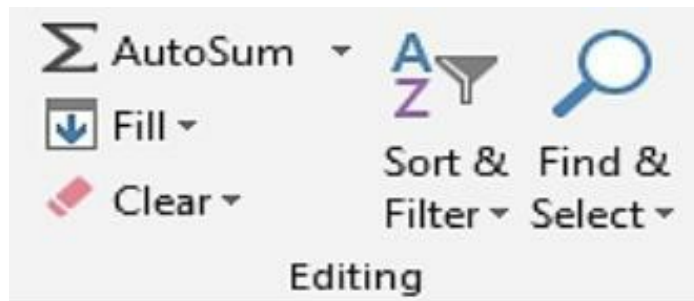 Σ AutoSum
Fill
Clear
A
Z
Sort &
Filter
Find &
Select
Editing